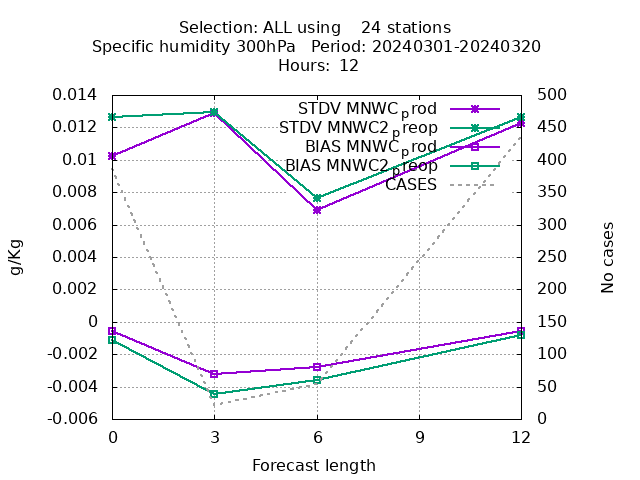 Selection: ALL using    24 stations
Specific humidity 300hPa   Period: 20240301-20240320
Hours:  12
STDV MNWC_prod
STDV MNWC2_preop
BIAS MNWC_prod
BIAS MNWC2_preop
CASES
0.014
0.012
0.01
0.008
0.006
0.004
0.002
0
-0.002
-0.004
-0.006
g/Kg
500
450
400
350
300
250
200
150
100
50
0
No cases
0 3 6 9 12
Forecast length